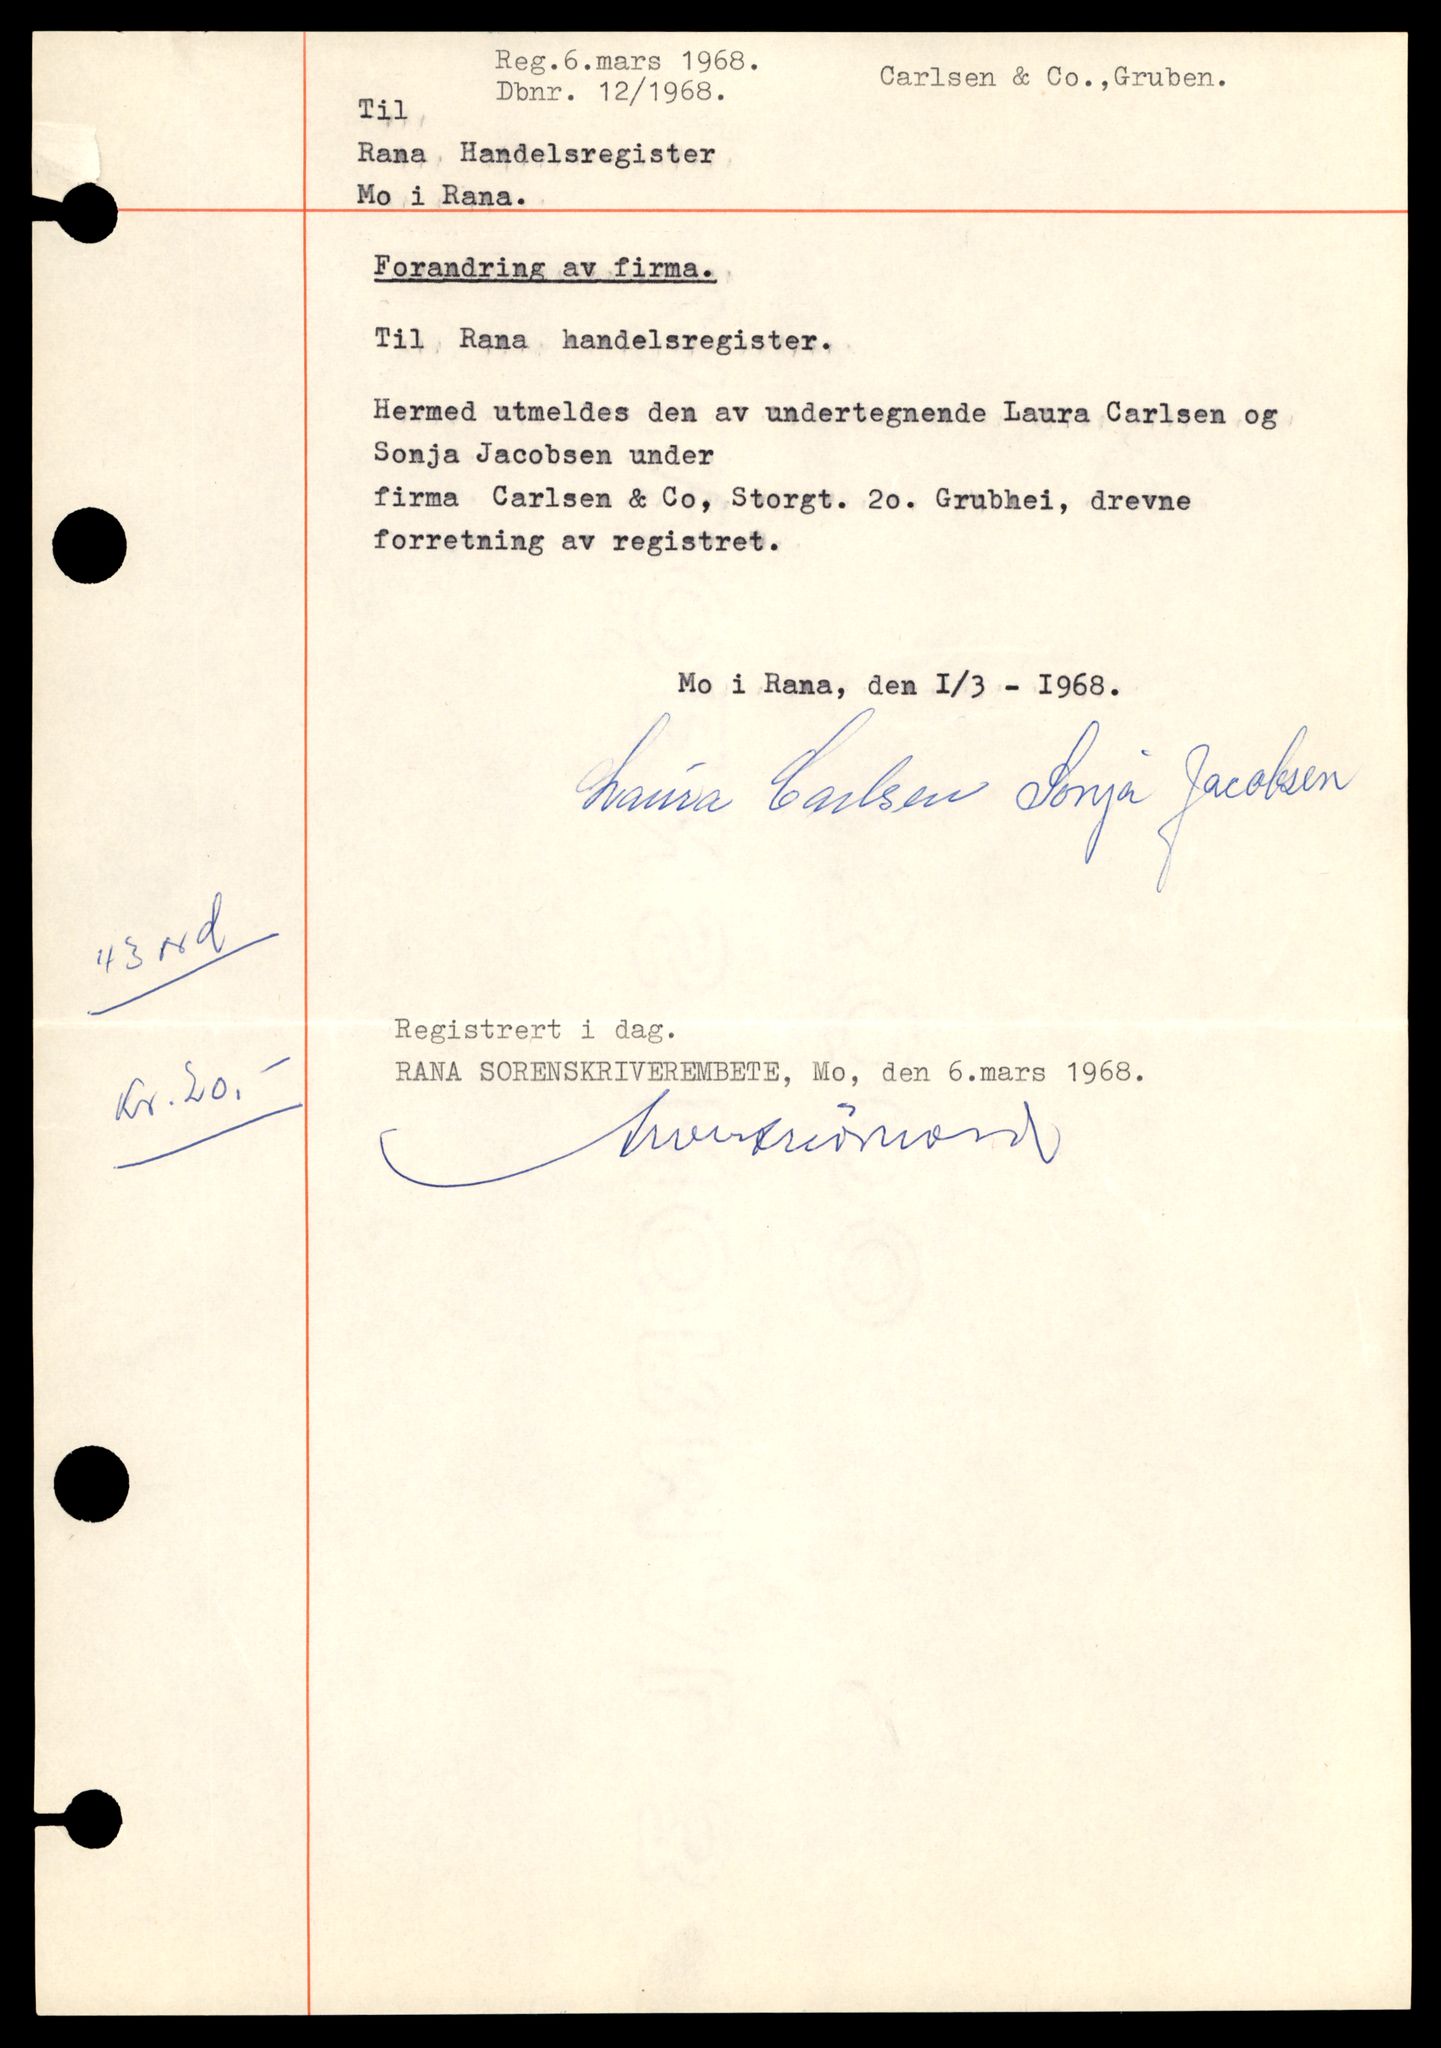 Reg.6.mars 1968.
Dbnr. 12/1968.
Carlsen & Co.,Gruben.
Til
Rana Handelsregister
Mo i Rana.
Forandring av firma.
Til Rana handelsregister.
Hermed utmeldes den av undertegnende Laura Carlsen og
Sonja Jacobsen under
firma Carlsen & Co, Storgt. 2o. Grubhei, drevne
forretning av registret.
Mo i Rana, den I/3 - I968.
Laura Carlsen Sonja Jacobsen
43 ord
Registrert i dag.
RANA SORENSKRIVEREMBETE, Mo, den 6.mars 1968.
Kr. 20.-